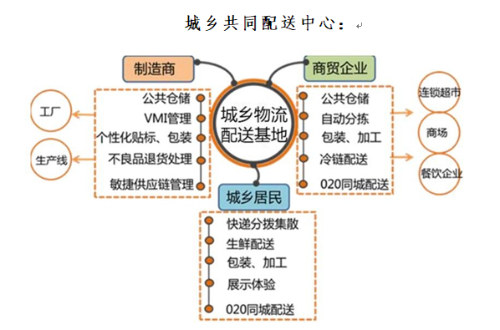 城乡共同配送中心：
制造商
商贸企业
工厂
生产线
公共仓储
VMI管理
个性化贴标、包装
不良品退货处理
敏捷供应链管理
城乡物流
配送基地
公共仓储
自动分拣
包装、加工
冷链配送
020同城配送
连锁超市
商场
餐饮企业
城乡居民
快递分拨集散
生鲜配送
包装、加工
展示体验
020同城配送